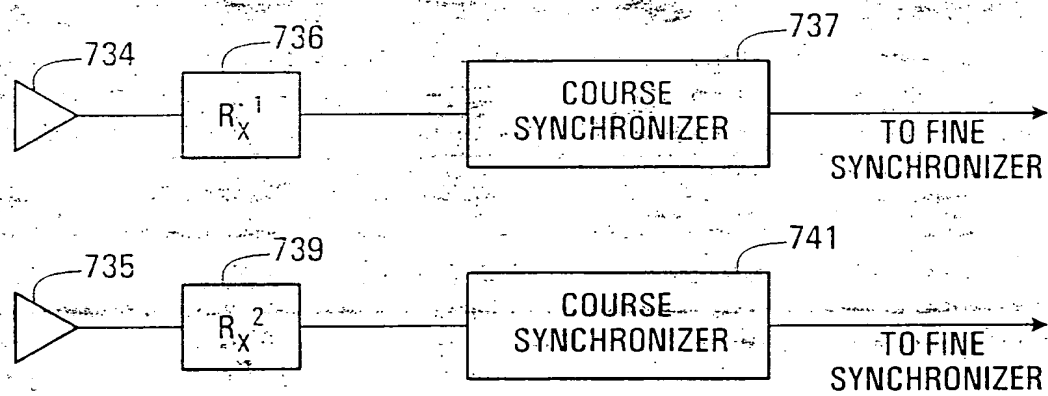 734
736
R_X^1
737
COURSE
SYNCHRONIZER
TO FINE
SYNCHRONIZER
735
739
R_X^2
741
COURSE
SYNCHRONIZER
TO FINE
SYNCHRONIZER